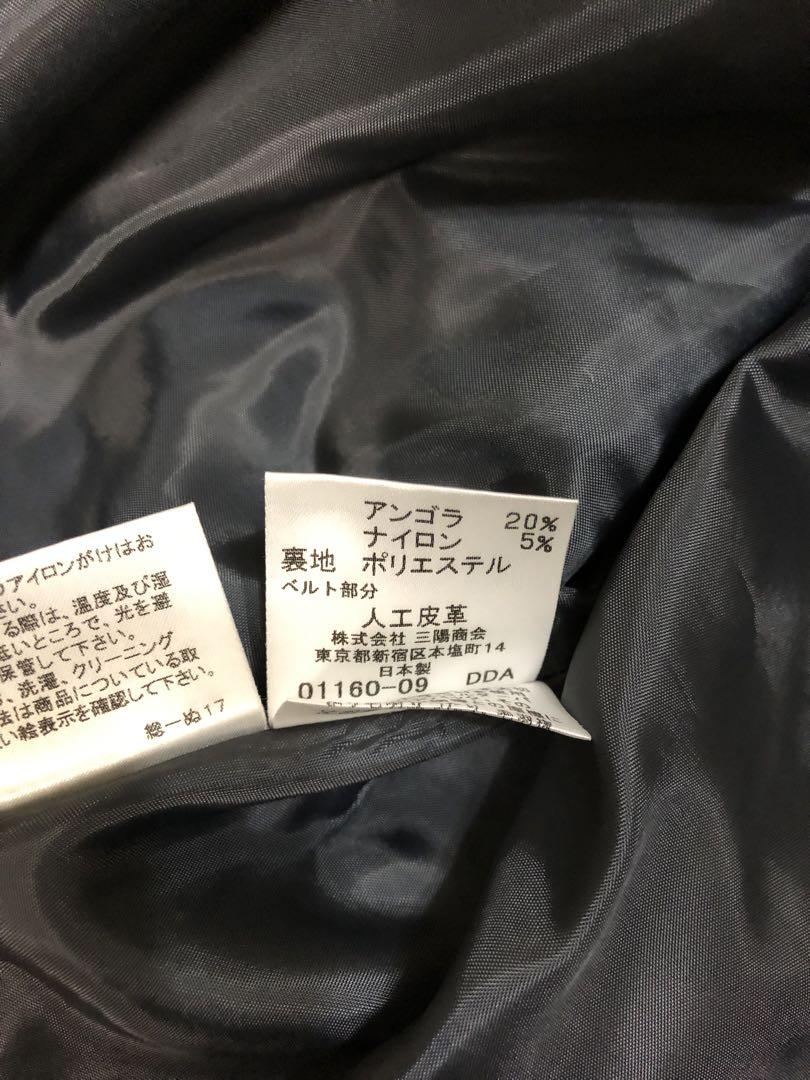 アイロンがけはお
さい。
る際は、温度及び湿
低いところで、光を避
保管して下さい。
、洗濯、クリーニング
法は商品についている取
い絵表示を確認して下さい。
総ーぬ17
アンゴラ 20%
ナイロン 5%
裏地 ポリエステル
ベルト部分
人工皮革
株式会社 三陽商会
東京都新宿区本塩町14
日本製
01160-09 DDA